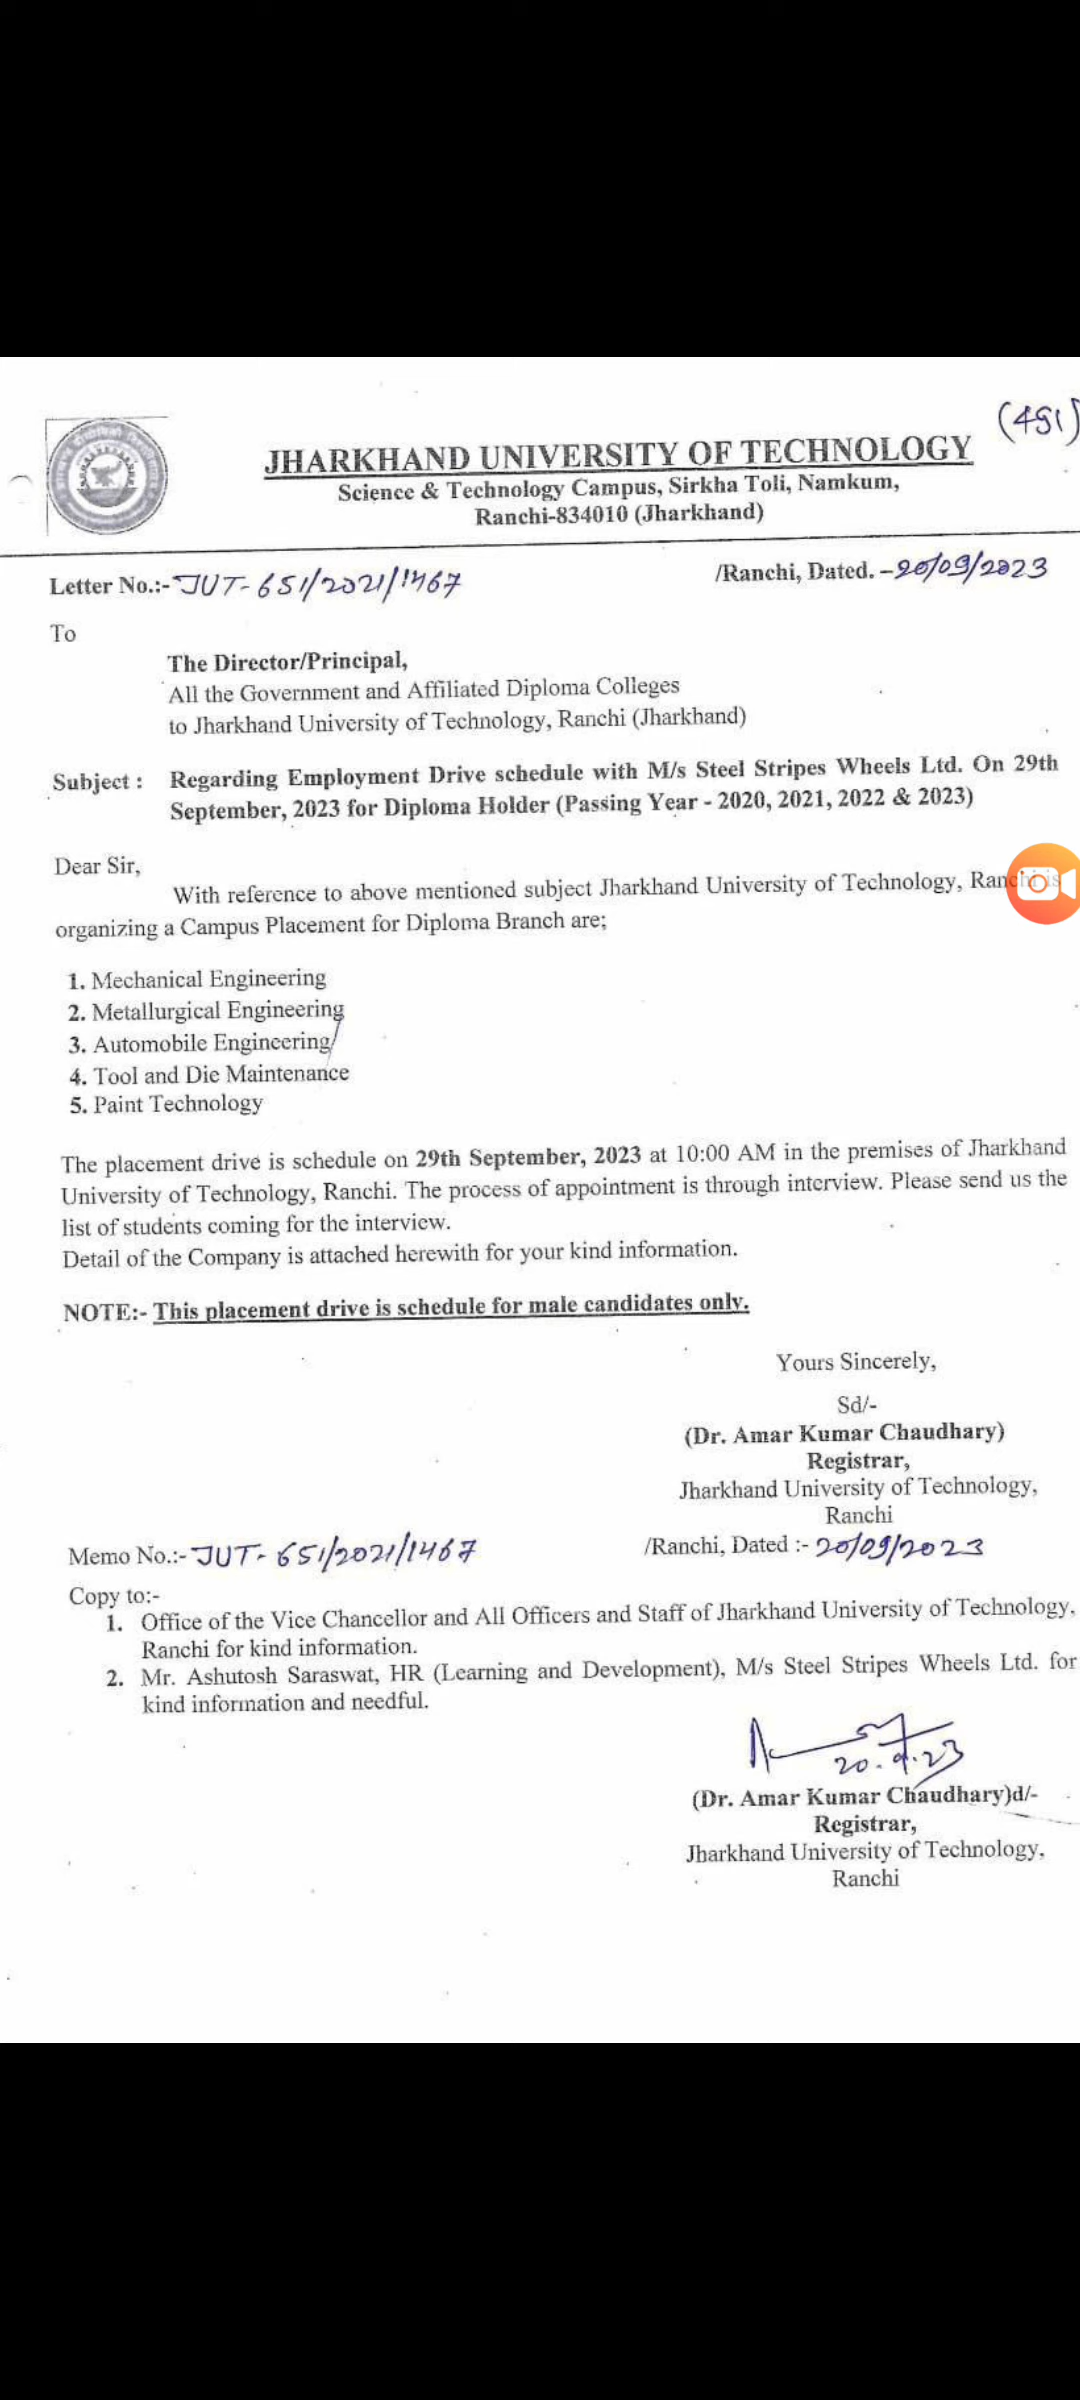 (451)
JHARKHAND UNIVERSITY OF TECHNOLOGY
Science & Technology Campus, Sirkha Toli, Namkum,
Ranchi-834010 (Jharkhand)
Letter No.:- JUT-651/2021/1467 /Ranchi, Dated. – 20/09/2023
To
The Director/Principal,
All the Government and Affiliated Diploma Colleges
to Jharkhand University of Technology, Ranchi (Jharkhand)
Subject : Regarding Employment Drive schedule with M/s Steel Stripes Wheels Ltd. On 29th
September, 2023 for Diploma Holder (Passing Year - 2020, 2021, 2022 & 2023)
Dear Sir,
With reference to above mentioned subject Jharkhand University of Technology, Ranchi is
organizing a Campus Placement for Diploma Branch are;
1. Mechanical Engineering
2. Metallurgical Engineering
3. Automobile Engineering
4. Tool and Die Maintenance
5. Paint Technology
The placement drive is schedule on 29th September, 2023 at 10:00 AM in the premises of Jharkhand
University of Technology, Ranchi. The process of appointment is through interview. Please send us the
list of students coming for the interview.
Detail of the Company is attached herewith for your kind information.
NOTE:- This placement drive is schedule for male candidates only.
Yours Sincerely,
Sd/-
(Dr. Amar Kumar Chaudhary)
Registrar,
Jharkhand University of Technology,
Ranchi
Memo No.:- JUT-651/2021/1467 /Ranchi, Dated :- 20/09/2023
Copy to:-
1. Office of the Vice Chancellor and All Officers and Staff of Jharkhand University of Technology,
Ranchi for kind information.
2. Mr. Ashutosh Saraswat, HR (Learning and Development), M/s Steel Stripes Wheels Ltd. for
kind information and needful.
20.9.23
(Dr. Amar Kumar Chaudhary)d/-
Registrar,
Jharkhand University of Technology,
Ranchi